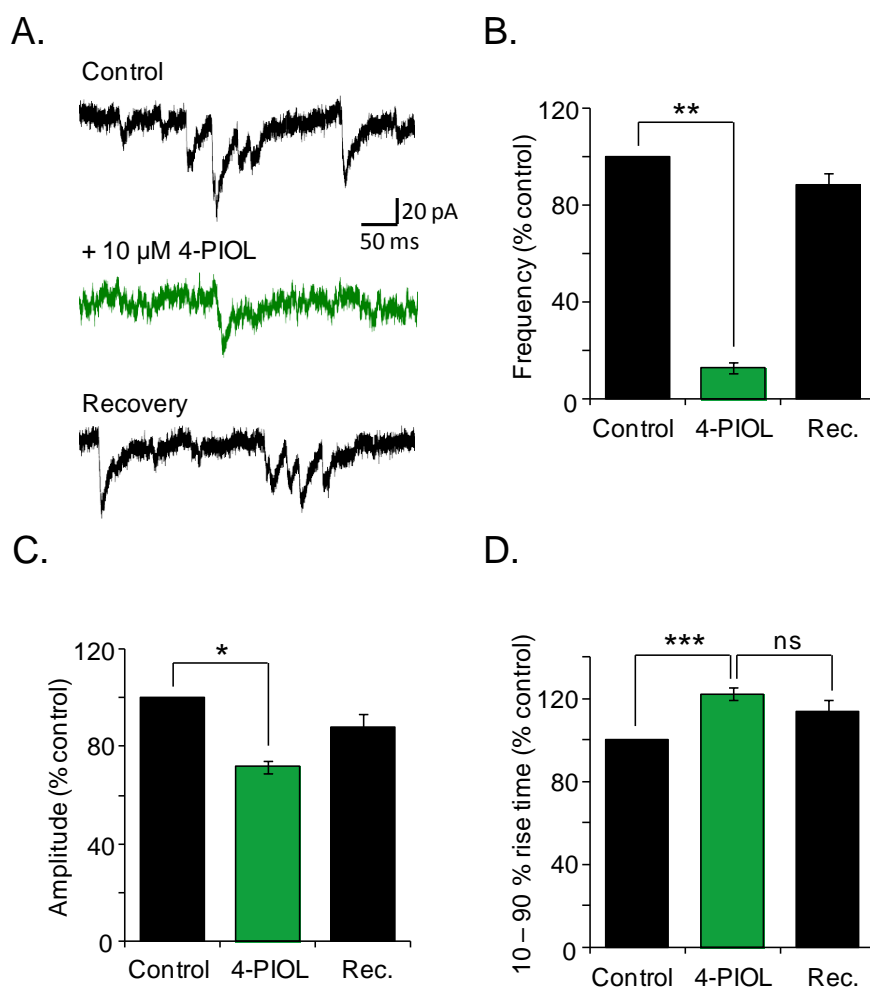 A.
Control
20 pA
50 ms
+ 10 µM 4-PIOL
Recovery
B.
Frequency (% control)
120
80
40
0
**
Control 4-PIOL Rec.
C.
Amplitude (% control)
120
80
40
0
*
Control 4-PIOL Rec.
D.
10 – 90 % rise time (% control)
120
80
40
0
*** ns
Control 4-PIOL Rec.